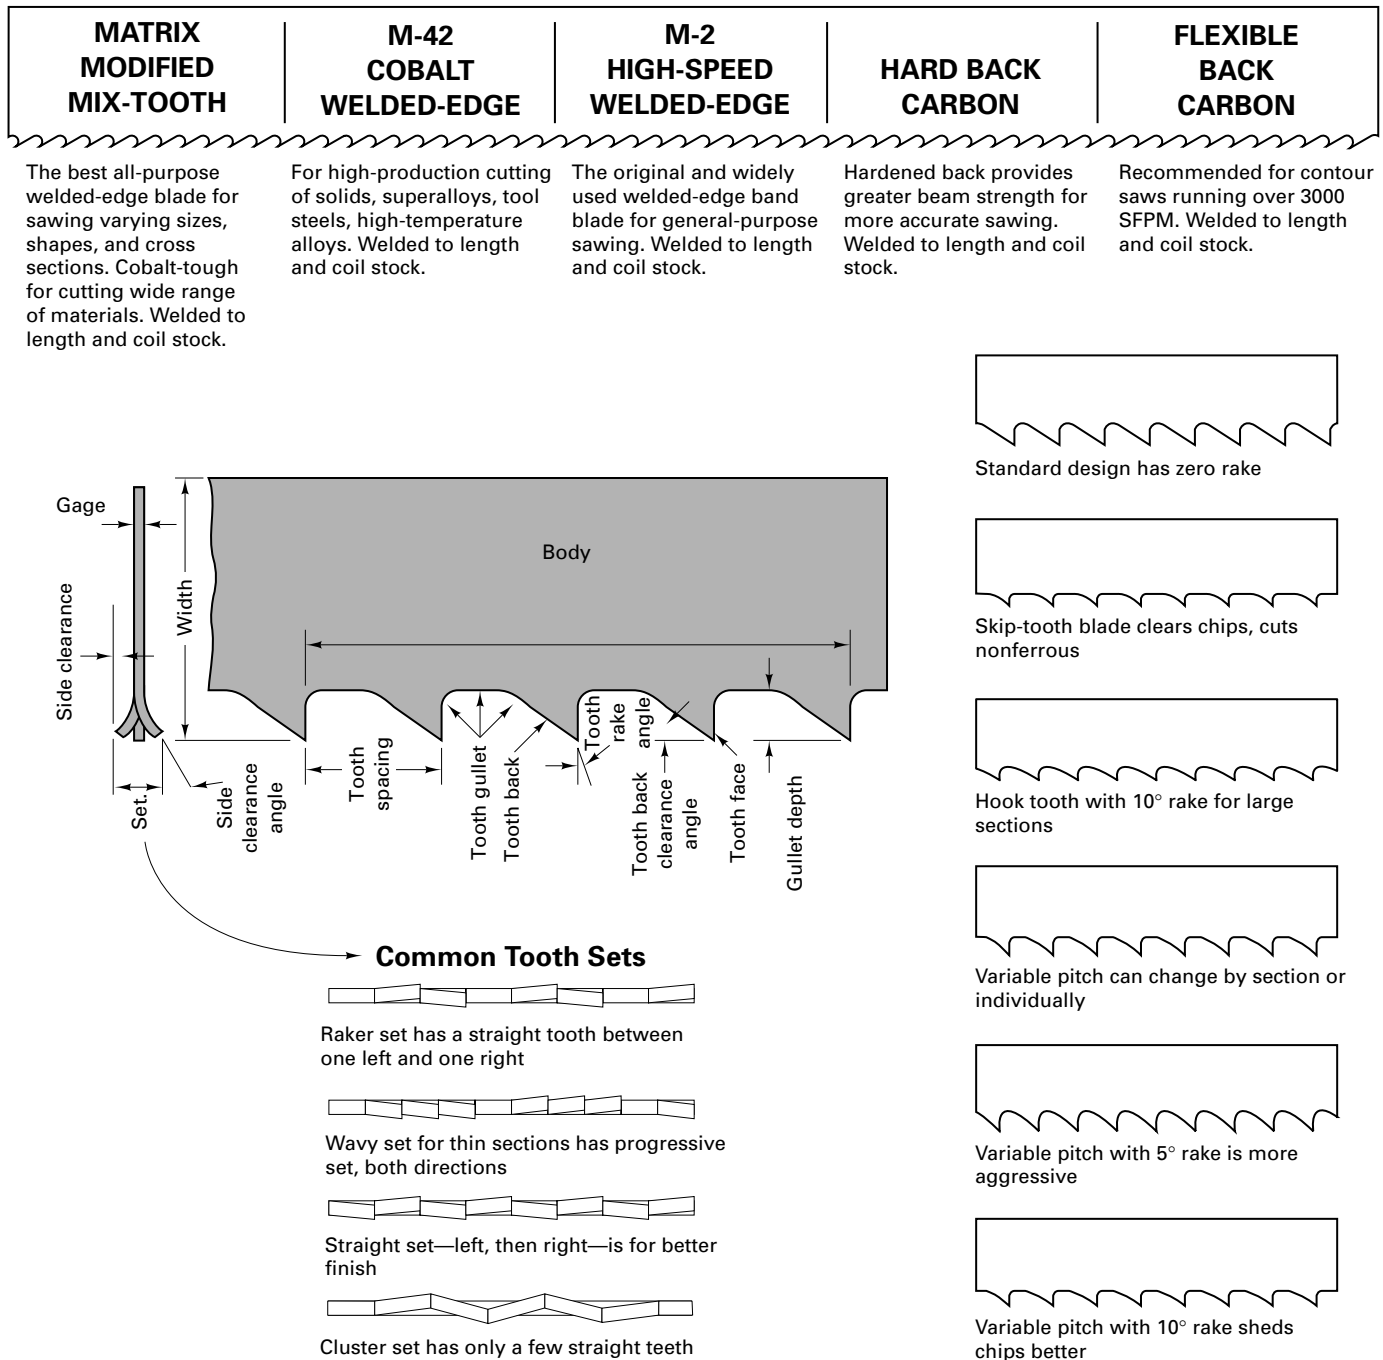 MATRIX
MODIFIED
MIX-TOOTH
M-42
COBALT
WELDED-EDGE
M-2
HIGH-SPEED
WELDED-EDGE
HARD BACK
CARBON
FLEXIBLE
BACK
CARBON
The best all-purpose
welded-edge blade for
sawing varying sizes,
shapes, and cross
sections. Cobalt-tough
for cutting wide range
of materials. Welded to
length and coil stock.
For high-production cutting
of solids, superalloys, tool
steels, high-temperature
alloys. Welded to length
and coil stock.
The original and widely
used welded-edge band
blade for general-purpose
sawing. Welded to length
and coil stock.
Hardened back provides
greater beam strength for
more accurate sawing.
Welded to length and coil
stock.
Recommended for contour
saws running over 3000
SFPM. Welded to length
and coil stock.
Gage
Side clearance
Width
Body
Set.
Side
clearance
angle
Tooth
spacing
Tooth gullet
Tooth back
Tooth
rake
angle
Tooth back
clearance
angle
Tooth face
Gullet depth
Common Tooth Sets
Raker set has a straight tooth between
one left and one right
Wavy set for thin sections has progressive
set, both directions
Straight set—left, then right—is for better
finish
Cluster set has only a few straight teeth
Standard design has zero rake
Skip-tooth blade clears chips, cuts
nonferrous
Hook tooth with 10° rake for large
sections
Variable pitch can change by section or
individually
Variable pitch with 5° rake is more
aggressive
Variable pitch with 10° rake sheds
chips better